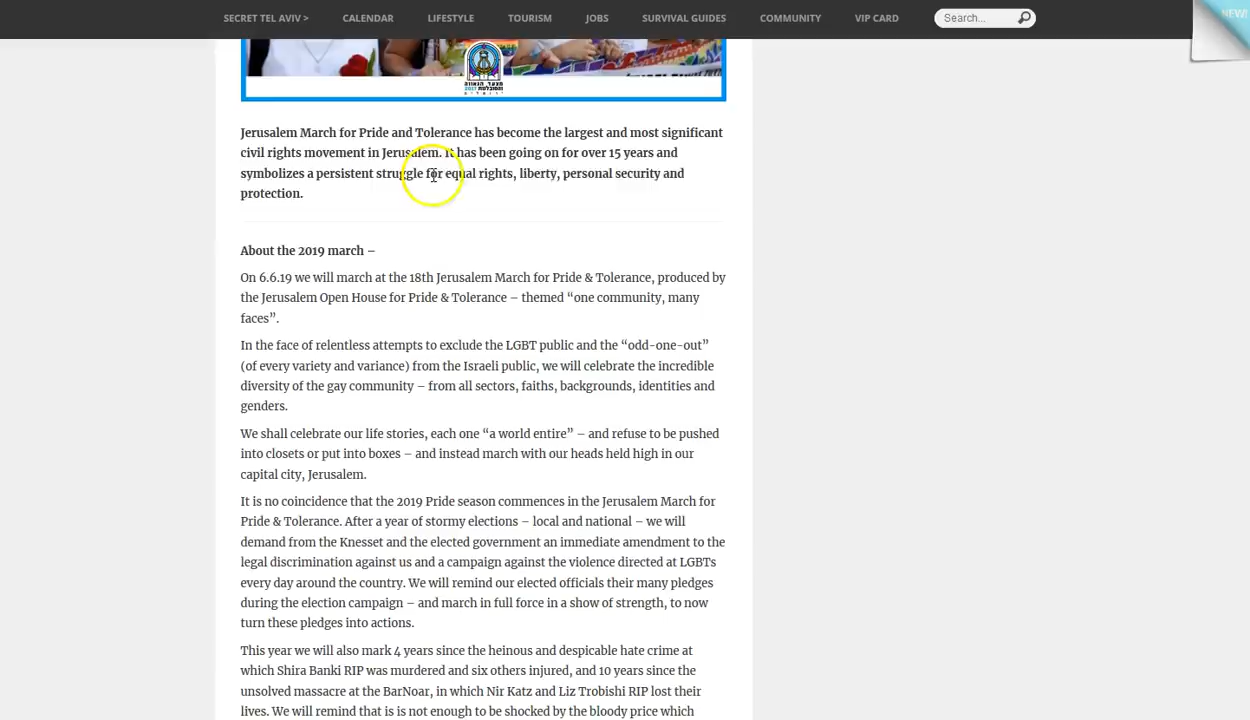 SECRET TEL AVIV > CALENDAR LIFESTYLE TOURISM JOBS SURVIVAL GUIDES COMMUNITY VIP CARD Search... NEW!
Jerusalem March for Pride and Tolerance has become the largest and most significant
civil rights movement in Jerusalem. It has been going on for over 15 years and
symbolizes a persistent struggle for equal rights, liberty, personal security and
protection.
About the 2019 march –
On 6.6.19 we will march at the 18th Jerusalem March for Pride & Tolerance, produced by
the Jerusalem Open House for Pride & Tolerance – themed “one community, many
faces”.
In the face of relentless attempts to exclude the LGBT public and the “odd-one-out”
(of every variety and variance) from the Israeli public, we will celebrate the incredible
diversity of the gay community – from all sectors, faiths, backgrounds, identities and
genders.
We shall celebrate our life stories, each one “a world entire” – and refuse to be pushed
into closets or put into boxes – and instead march with our heads held high in our
capital city, Jerusalem.
It is no coincidence that the 2019 Pride season commences in the Jerusalem March for
Pride & Tolerance. After a year of stormy elections – local and national – we will
demand from the Knesset and the elected government an immediate amendment to the
legal discrimination against us and a campaign against the violence directed at LGBTs
every day around the country. We will remind our elected officials their many pledges
during the election campaign – and march in full force in a show of strength, to now
turn these pledges into actions.
This year we will also mark 4 years since the heinous and despicable hate crime at
which Shira Banki RIP was murdered and six others injured, and 10 years since the
unsolved massacre at the BarNoar, in which Nir Katz and Liz Trobishi RIP lost their
lives. We will remind that is is not enough to be shocked by the bloody price which